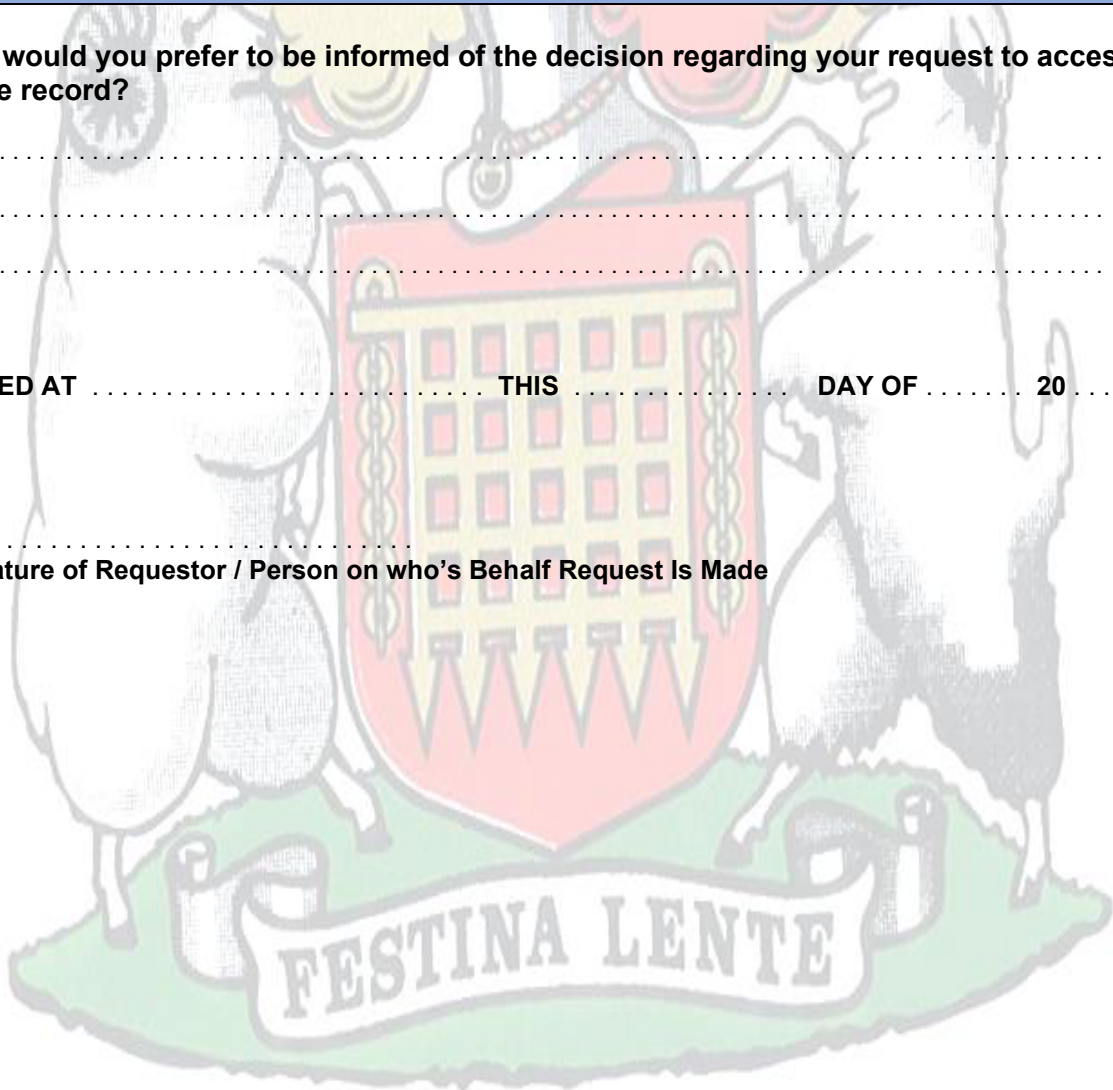 would you prefer to be informed of the decision regarding your request to acces
e record?
. . . . . . . . . . . . . . . . . . . . . . . . . . . . . . . . . . . . . . . . . . . . . . . . . . . . . . . . . . . .
. . . . . . . . . . . . . . . . . . . . . . . . . . . . . . . . . . . . . . . . . . . . . . . . . . . . . . . . . . . .
. . . . . . . . . . . . . . . . . . . . . . . . . . . . . . . . . . . . . . . . . . . . . . . . . . . . . . . . . . . .
ED AT . . . . . . . . . . . . . . . . . . . . . . . . . . . THIS . . . . . . . . . . . . . . . DAY OF . . . . . . . 20 . . .
. . . . . . . . . . . . . . . . . . . . . . . . . . . .
ature of Requestor / Person on who’s Behalf Request Is Made
FESTINA LENTE